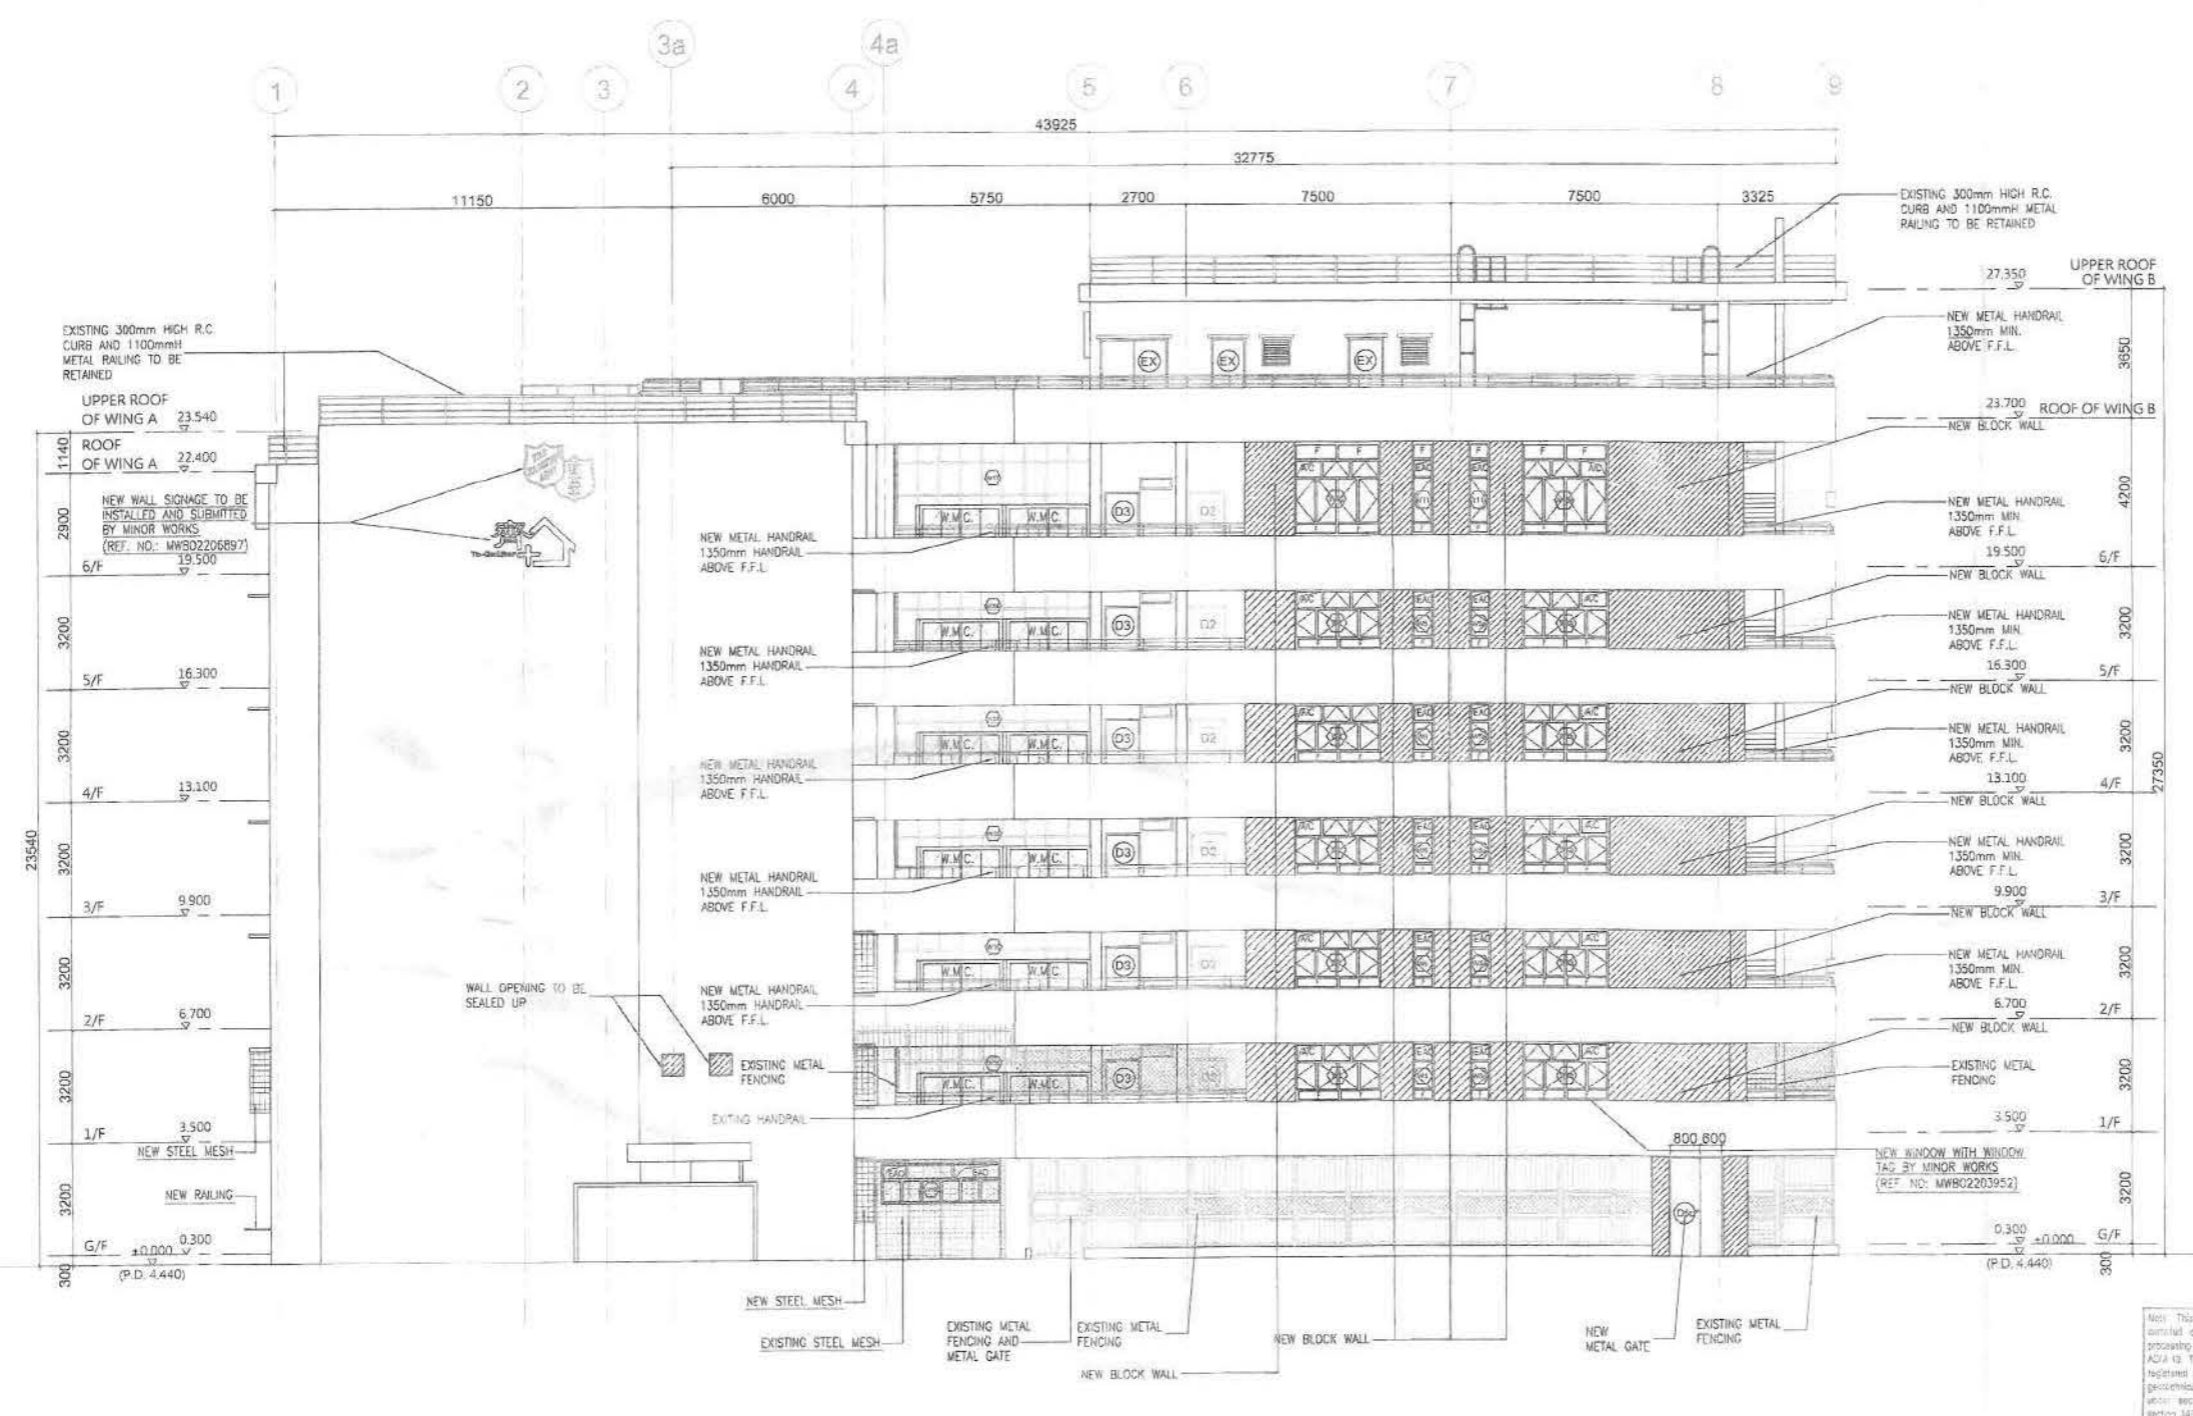 3a
4a
1
2
3
4
5
6
7
8
9
43925
32775
11150
6000
5750
2700
7500
7500
3325
EXISTING 300mm HIGH R.C.
CURB AND 1100mmH METAL
RAILING TO BE RETAINED
27.350
UPPER ROOF
OF WING B
NEW METAL HANDRAIL
1350mm MIN.
ABOVE F.F.L.
3650
EX
EX
EX
EXISTING 300mm HIGH R.C
CURB AND 1100mmH
METAL RAILING TO BE
RETAINED
UPPER ROOF
OF WING A 23.540
1140
ROOF
OF WING A 22.400
23.700 ROOF OF WING B
NEW BLOCK WALL
NEW WALL SIGNAGE TO BE
INSTALLED AND SUBMITTED
BY MINOR WORKS
(REF. NO.: MWB02206897)
2900
6/F 19.500
NEW METAL HANDRAIL
1350mm HANDRAIL
ABOVE F.F.L.
W.M.C. W.M.C.
D3
D2
4200
NEW METAL HANDRAIL
1350mm MIN.
ABOVE F.F.L.
19.500 6/F
NEW BLOCK WALL
3200
NEW METAL HANDRAIL
1350mm HANDRAIL
ABOVE F.F.L.
W.M.C. W.M.C.
D3
D2
NEW METAL HANDRAIL
1350mm MIN.
ABOVE F.F.L.
3200
5/F 16.300
16.300 5/F
NEW BLOCK WALL
3200
NEW METAL HANDRAIL
1350mm HANDRAIL
ABOVE F.F.L.
W.M.C. W.M.C.
D3
D2
NEW METAL HANDRAIL
1350mm MIN.
ABOVE F.F.L.
3200
27350
4/F 13.100
13.100 4/F
NEW BLOCK WALL
23540
3200
NEW METAL HANDRAIL
1350mm HANDRAIL
ABOVE F.F.L.
W.M.C. W.M.C.
D3
D2
NEW METAL HANDRAIL
1350mm MIN.
ABOVE F.F.L.
3200
3/F 9.900
9.900 3/F
NEW BLOCK WALL
3200
WALL OPENING TO BE
SEALED UP
NEW METAL HANDRAIL
1350mm HANDRAIL
ABOVE F.F.L.
W.M.C. W.M.C.
D3
D2
NEW METAL HANDRAIL
1350mm MIN.
ABOVE F.F.L.
3200
2/F 6.700
6.700 2/F
NEW BLOCK WALL
3200
EXISTING METAL
FENCING
W.M.C. W.M.C.
D3
EXITING HANDRAIL
EXISTING METAL
FENCING
3200
1/F 3.500
3.500 1/F
NEW STEEL MESH
800 600
NEW WINDOW WITH WINDOW
TAG BY MINOR WORKS
(REF. NO: MWB02203952)
3200
NEW RAILING
3200
G/F ±0.000 0.300
(P.D. 4.440)
300
0.300 ±0.000 G/F
(P.D. 4.440)
300
NEW STEEL MESH
EXISTING STEEL MESH
EXISTING METAL
FENCING AND
METAL GATE
EXISTING METAL
FENCING
NEW BLOCK WALL
NEW BLOCK WALL
NEW
METAL GATE
EXISTING METAL
FENCING